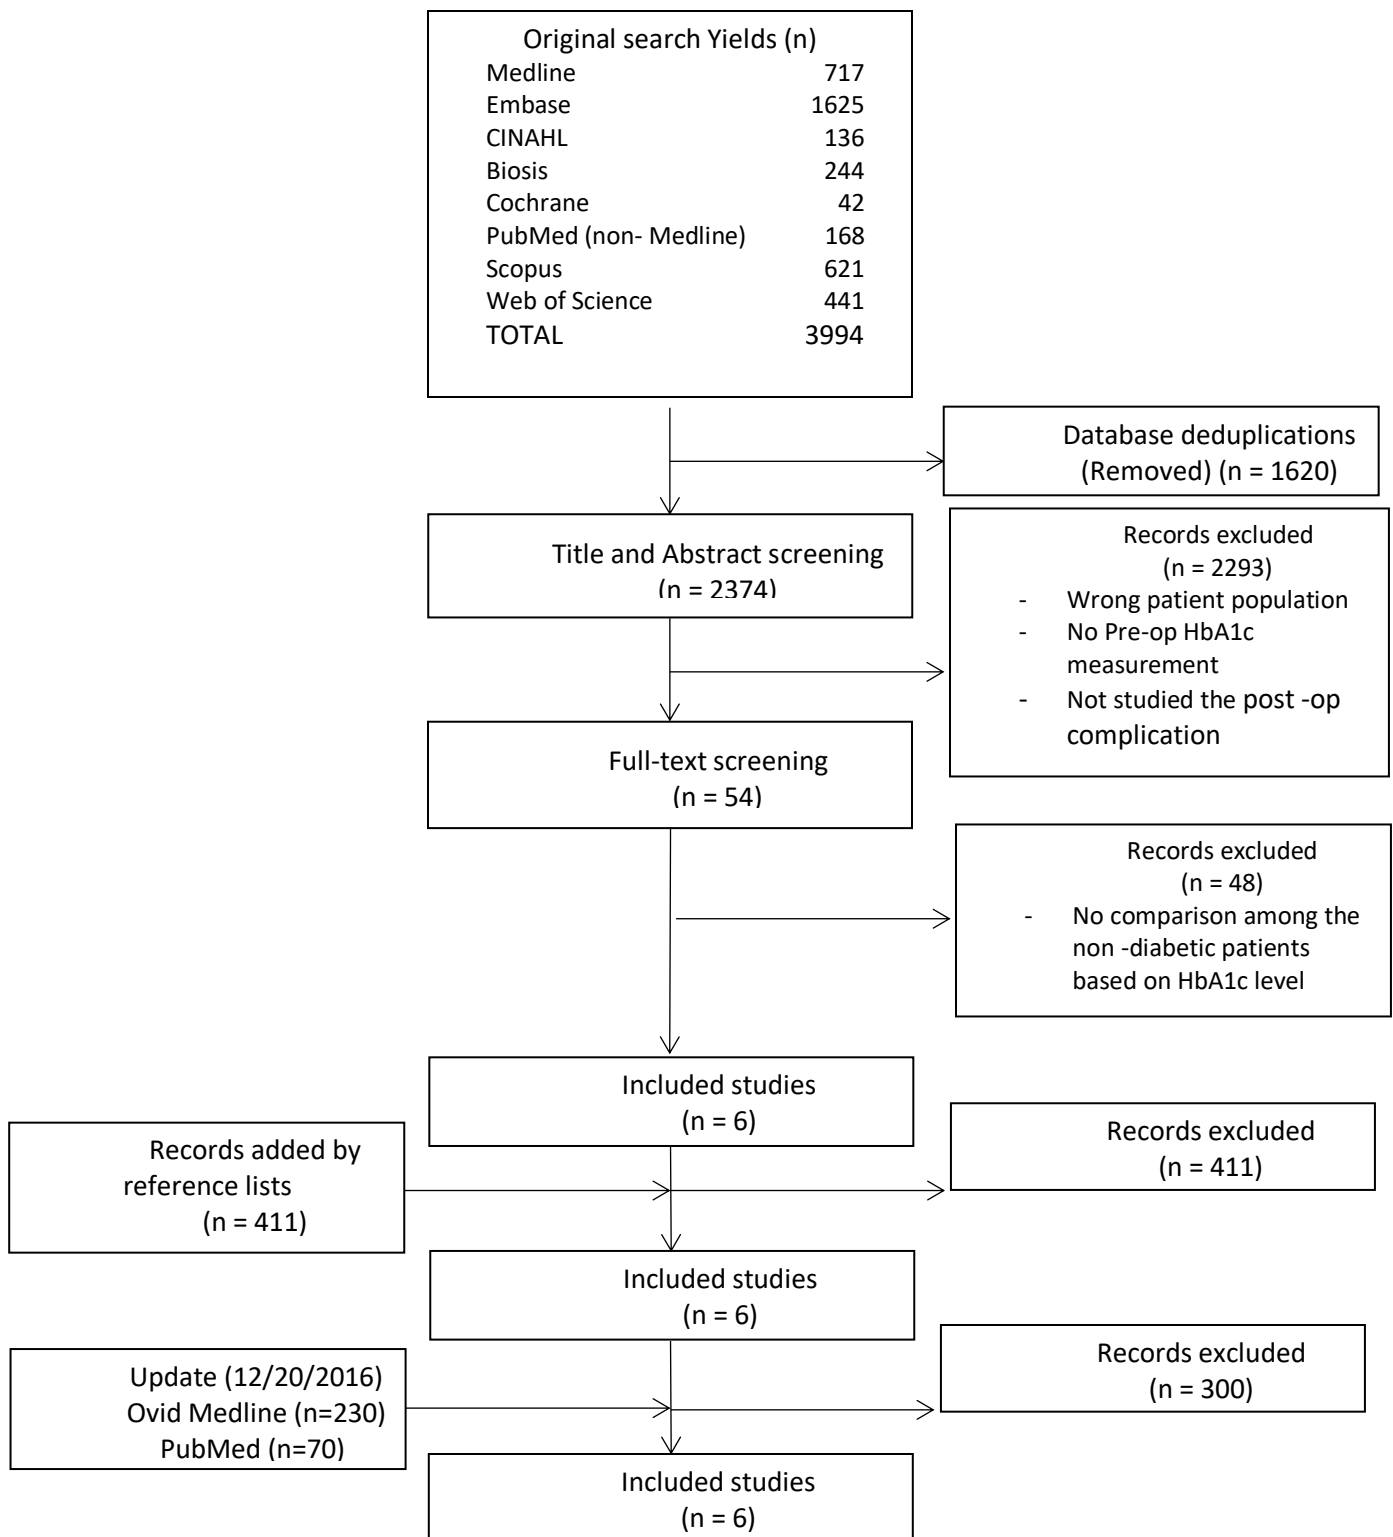 Original search Yields (n)
Medline 717
Embase 1625
CINAHL 136
Biosis 244
Cochrane 42
PubMed (non- Medline) 168
Scopus 621
Web of Science 441
TOTAL 3994
Database deduplications
(Removed) (n = 1620)
Title and Abstract screening
(n = 2374)
Records excluded
(n = 2293)
- Wrong patient population
- No Pre-op HbA1c
measurement
- Not studied the post -op
complication
Full-text screening
(n = 54)
Records excluded
(n = 48)
- No comparison among the
non -diabetic patients
based on HbA1c level
Included studies
(n = 6)
Records added by
reference lists
(n = 411)
Records excluded
(n = 411)
Included studies
(n = 6)
Update (12/20/2016)
Ovid Medline (n=230)
PubMed (n=70)
Records excluded
(n = 300)
Included studies
(n = 6)